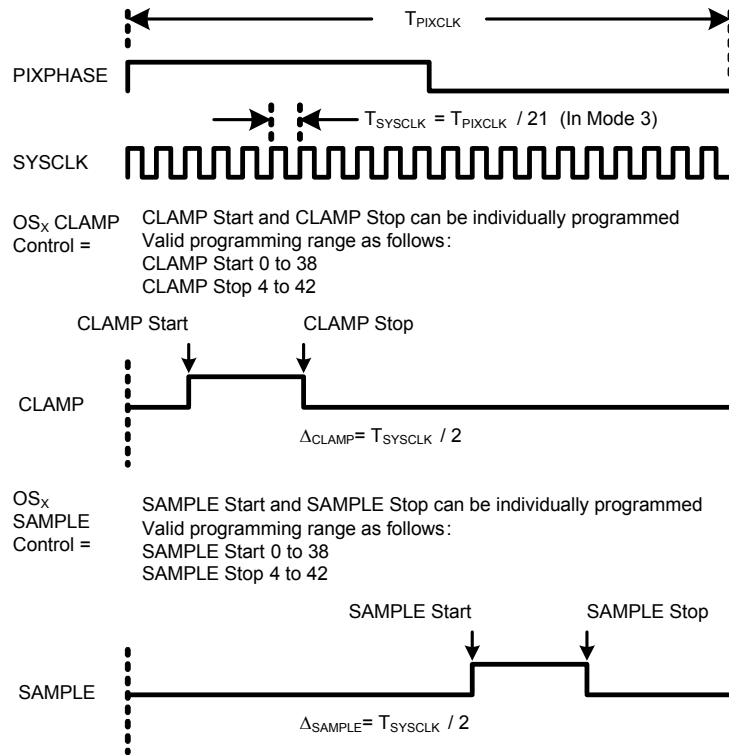 TPIXCLK
PIXPHASE
TSYSCLK = TPIXCLK / 21 (In Mode 3)
SYSCLK
OSX CLAMP
Control =
CLAMP Start and CLAMP Stop can be individually programmed
Valid programming range as follows:
CLAMP Start 0 to 38
CLAMP Stop 4 to 42
CLAMP Start
CLAMP Stop
CLAMP
ΔCLAMP= TSYSCLK / 2
OSX
SAMPLE
Control =
SAMPLE Start and SAMPLE Stop can be individually programmed
Valid programming range as follows:
SAMPLE Start 0 to 38
SAMPLE Stop 4 to 42
SAMPLE Start
SAMPLE Stop
SAMPLE
ΔSAMPLE= TSYSCLK / 2